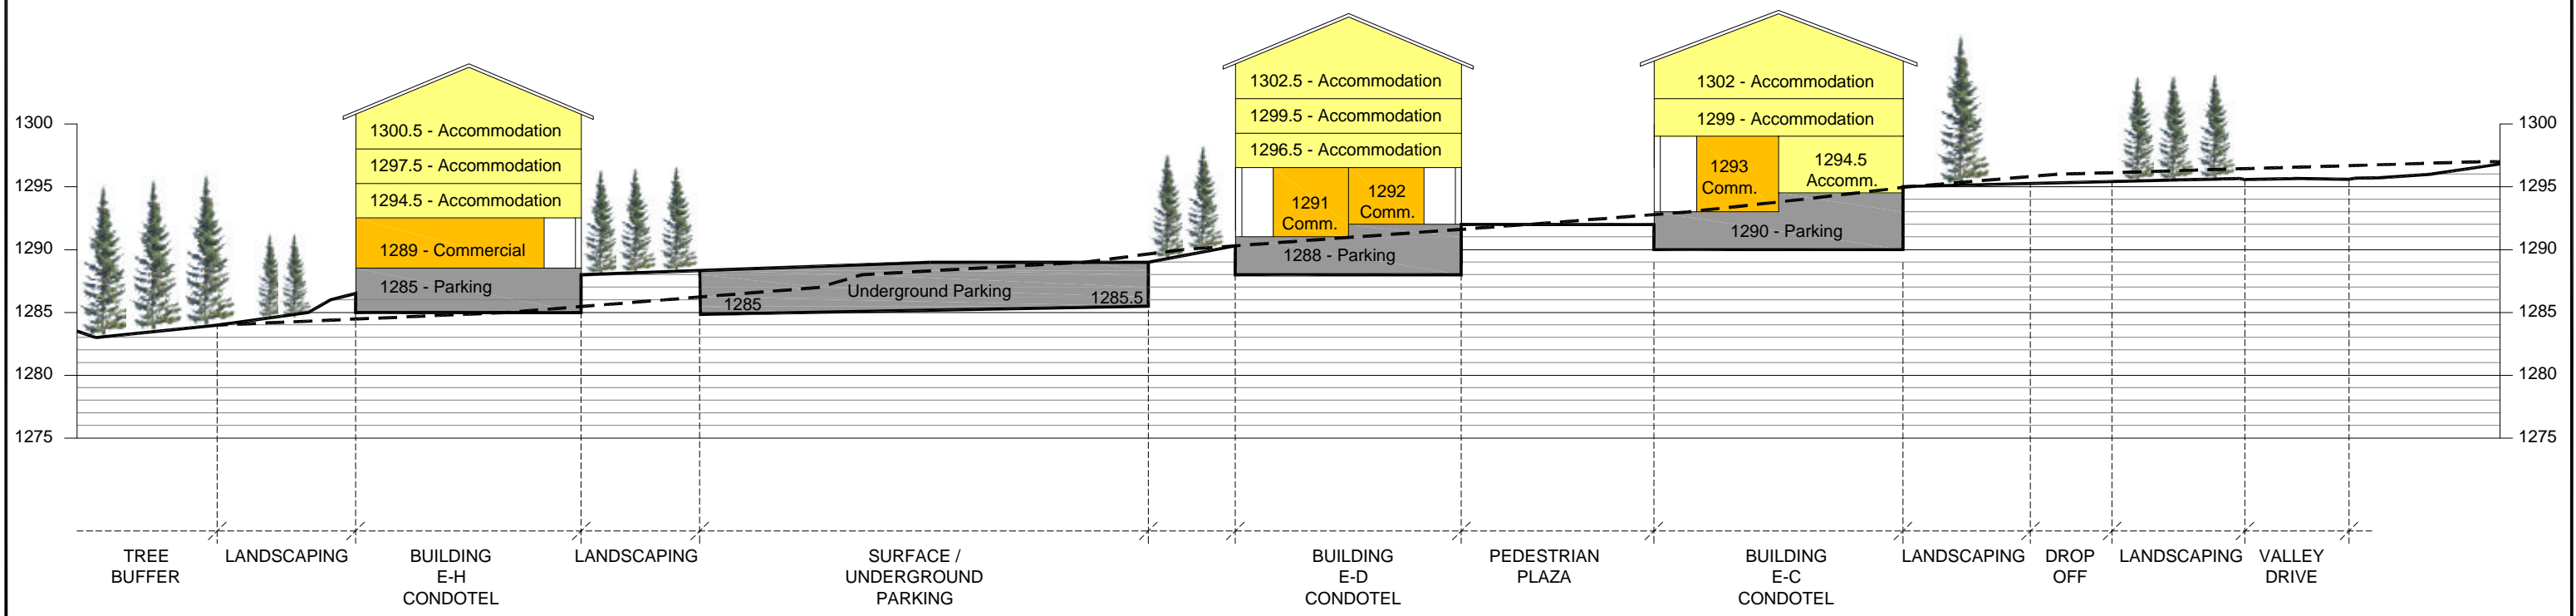 1302.5 - Accommodation
1302 - Accommodation
1299.5 - Accommodation
1299 - Accommodation
1300
1300.5 - Accommodation
1300
1296.5 - Accommodation
1297.5 - Accommodation
1293
Comm.
1294.5
Accomm.
1295
1294.5 - Accommodation
1291
Comm.
1292
Comm.
1295
1290
1289 - Commercial
1288 - Parking
1290 - Parking
1290
1285
1285 - Parking
1285
Underground Parking
1285.5
1285
1280
1280
1275
1275
TREE
BUFFER
LANDSCAPING
BUILDING
E-H
CONDOTEL
LANDSCAPING
SURFACE /
UNDERGROUND
PARKING
BUILDING
E-D
CONDOTEL
PEDESTRIAN
PLAZA
BUILDING
E-C
CONDOTEL
LANDSCAPING
DROP
OFF
LANDSCAPING
VALLEY
DRIVE